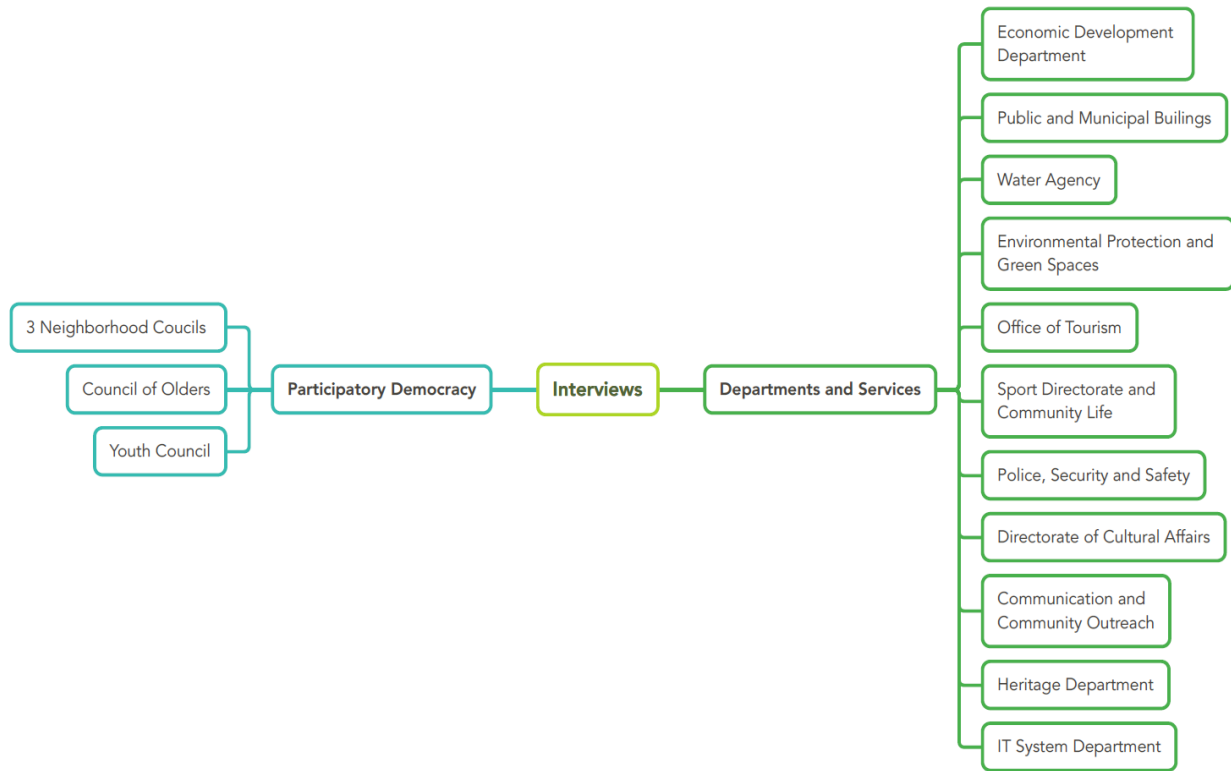 3 Neighborhood Coucils
Council of Olders
Youth Council
Participatory Democracy
Interviews
Departments and Services
Economic Development
Department
Public and Municipal Builings
Water Agency
Environmental Protection and
Green Spaces
Office of Tourism
Sport Directorate and
Community Life
Police, Security and Safety
Directorate of Cultural Affairs
Communication and
Community Outreach
Heritage Department
IT System Department